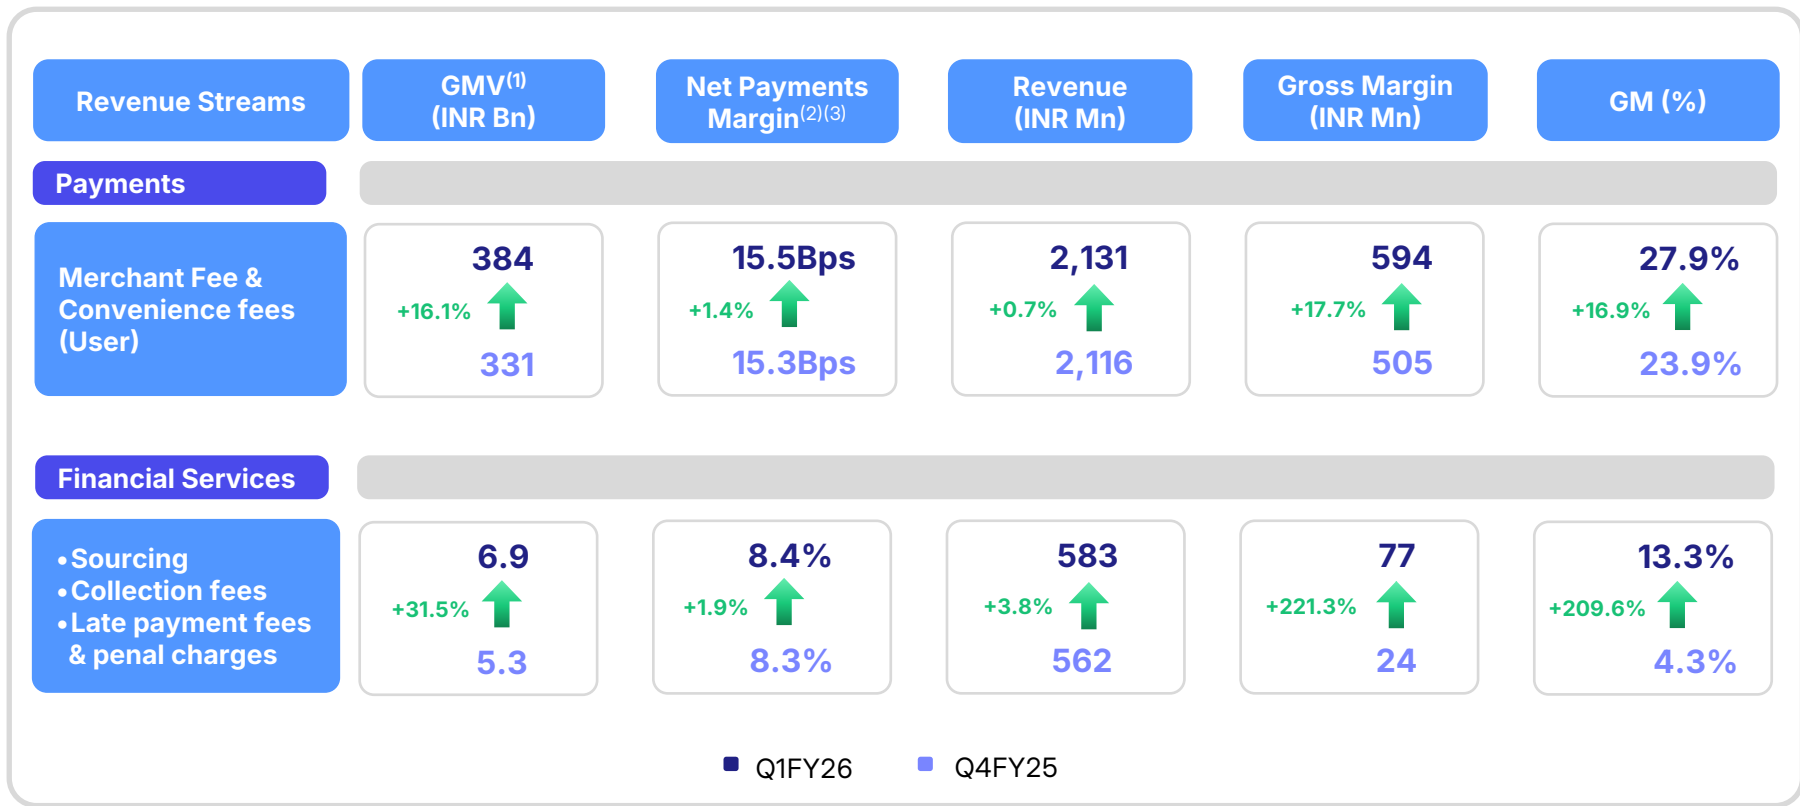 Revenue Streams
GMV(1)
(INR Bn)
Net Payments
Margin(2)(3)
Revenue
(INR Mn)
Gross Margin
(INR Mn)
GM (%)
Payments
Merchant Fee &
Convenience fees
(User)
384
+16.1%
331
15.5Bps
+1.4%
15.3Bps
2,131
+0.7%
2,116
594
+17.7%
505
27.9%
+16.9%
23.9%
Financial Services
•Sourcing
•Collection fees
•Late payment fees
& penal charges
6.9
+31.5%
5.3
8.4%
+1.9%
8.3%
583
+3.8%
562
77
+221.3%
24
13.3%
+209.6%
4.3%
Q1FY26
Q4FY25